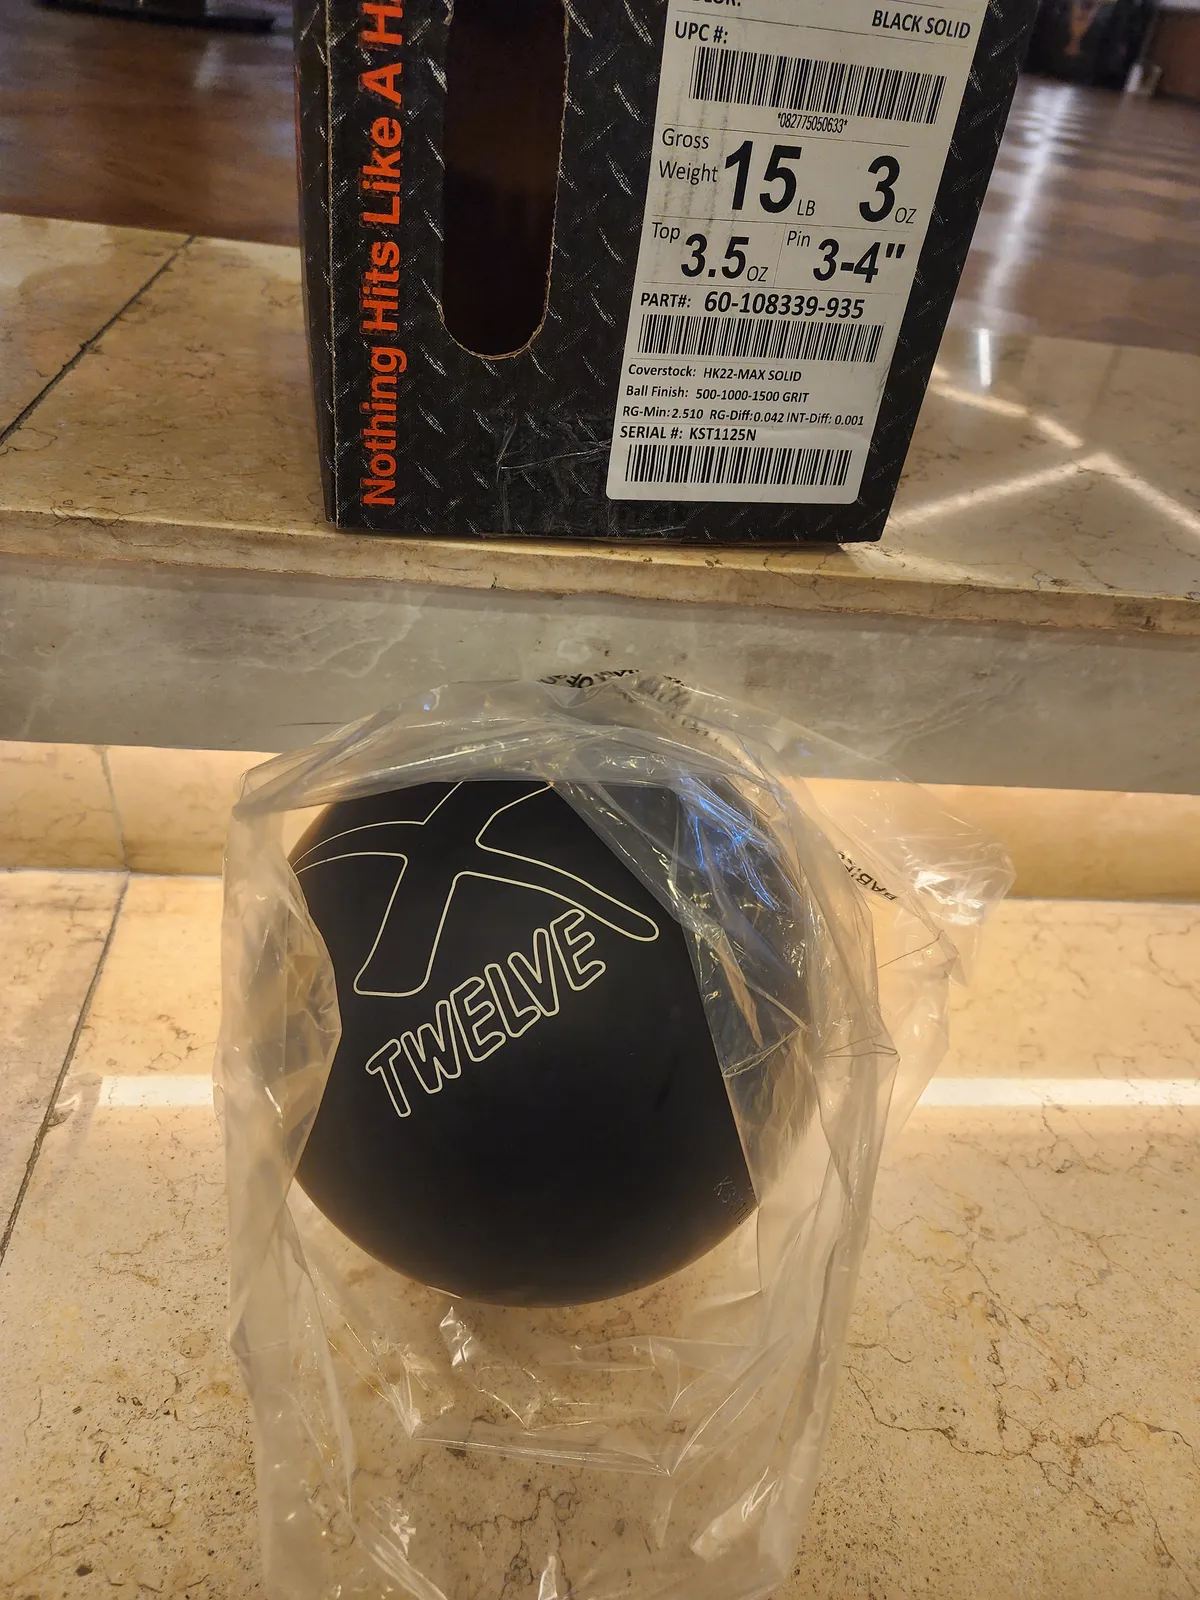 Nothing Hits Like A
BLACK SOLID
UPC #:
*082775050633*
Gross
Weight 15 LB 3 OZ
Top 3.5 OZ Pin 3-4"
PART#: 60-108339-935
Coverstock: HK22-MAX SOLID
Ball Finish: 500-1000-1500 GRIT
RG-Min: 2.510 RG-Diff: 0.042 INT-Diff: 0.001
SERIAL #: KST1125N
X
TWELVE